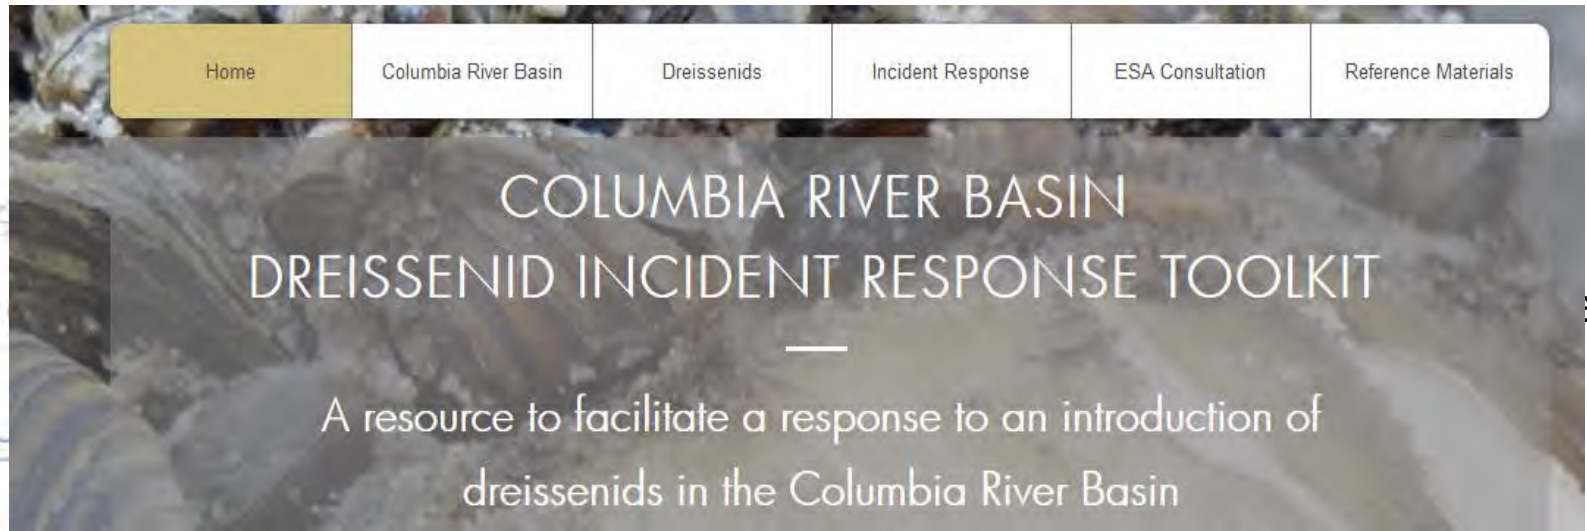 Home
Columbia River Basin
Dreissenids
Incident Response
ESA Consultation
Reference Materials
COLUMBIA RIVER BASIN
DREISSENID INCIDENT RESPONSE TOOLKIT
A resource to facilitate a response to an introduction of
dreissenids in the Columbia River Basin